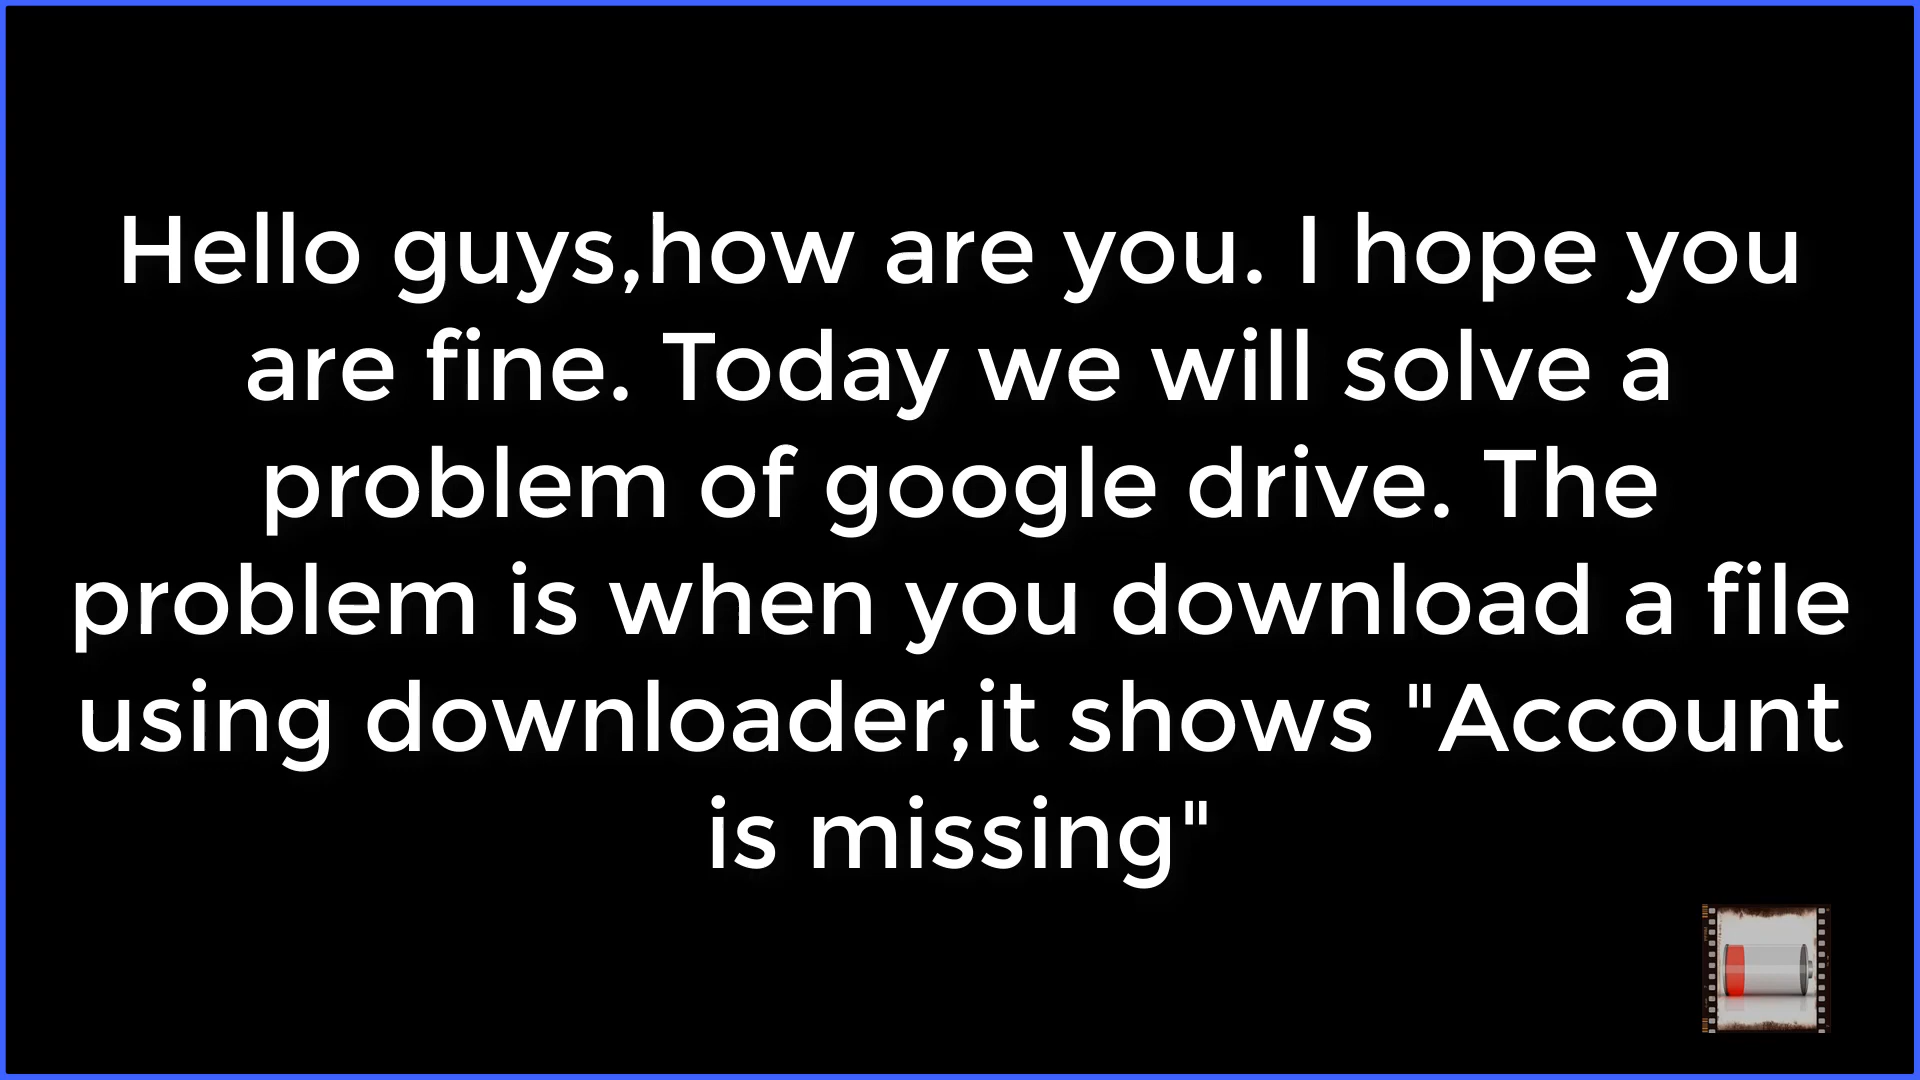 Hello guys,how are you. I hope you
are fine. Today we will solve a
problem of google drive. The
problem is when you download a file
using downloader,it shows "Account
is missing"